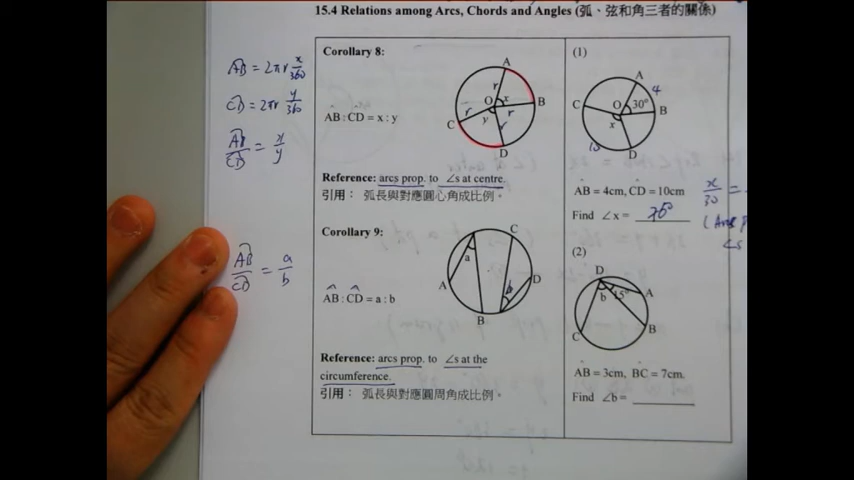 15.4 Relations among Arcs, Chords and Angles (弧、弦和角三者的關係)
AB = 2πr x/360
CD = 2πr y/360
AB/CD = x/y
AB/CD = a/b
Corollary 8:
A
r
O
x
B
r
r
y
r
C
D
AB : CD = x : y
Reference: arcs prop. to ∠s at centre.
引用： 弧長與對應圓心角成比例。
Corollary 9:
C
a
b
D
A
B
AB : CD = a : b
Reference: arcs prop. to ∠s at the
circumference.
引用： 弧長與對應圓周角成比例。
(1)
A
4
C
O
30°
B
x
10
D
AB = 4cm, CD = 10cm
Find ∠x = 75°
x/30 =
(Arcs
∠s
(2)
D
b
15°
A
C
B
AB = 3cm, BC = 7cm.
Find ∠b =